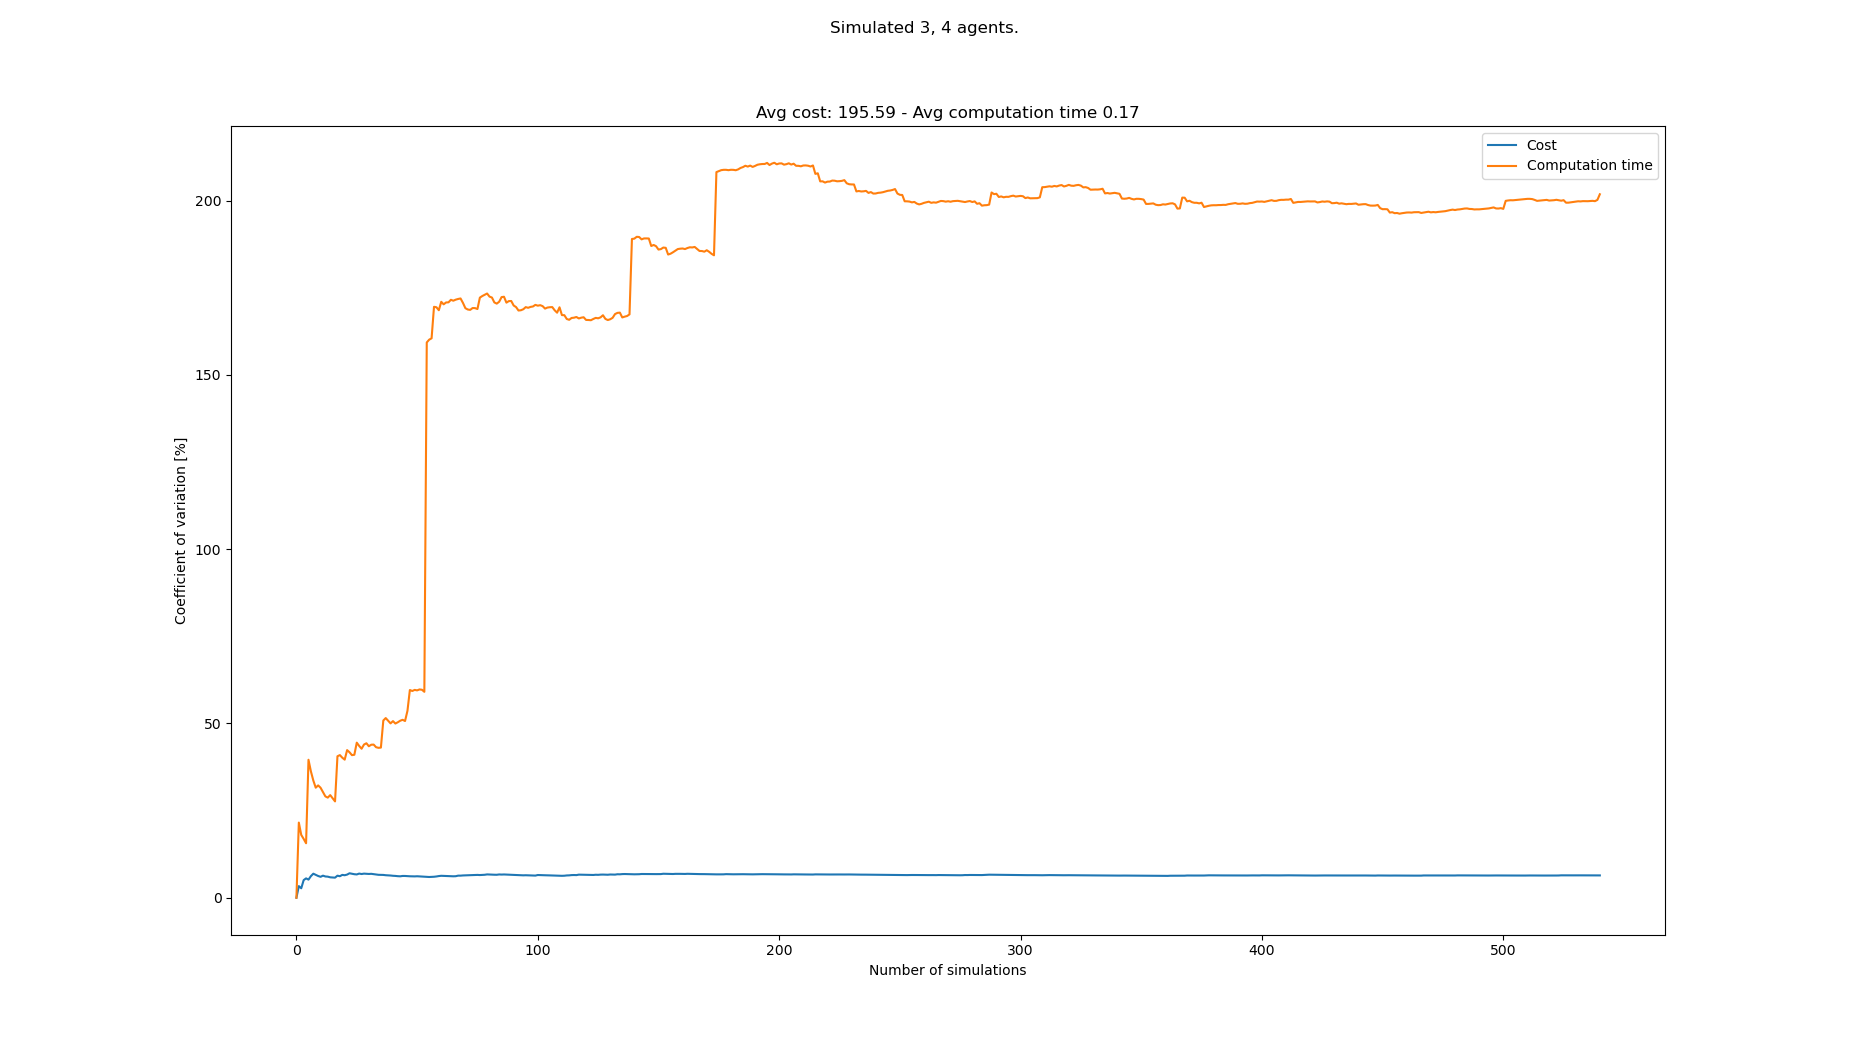 Simulated 3, 4 agents.
Avg cost: 195.59 - Avg computation time 0.17
Cost
Computation time
200
150
100
50
0
Coefficient of variation [%]
0 100 200 300 400 500
Number of simulations